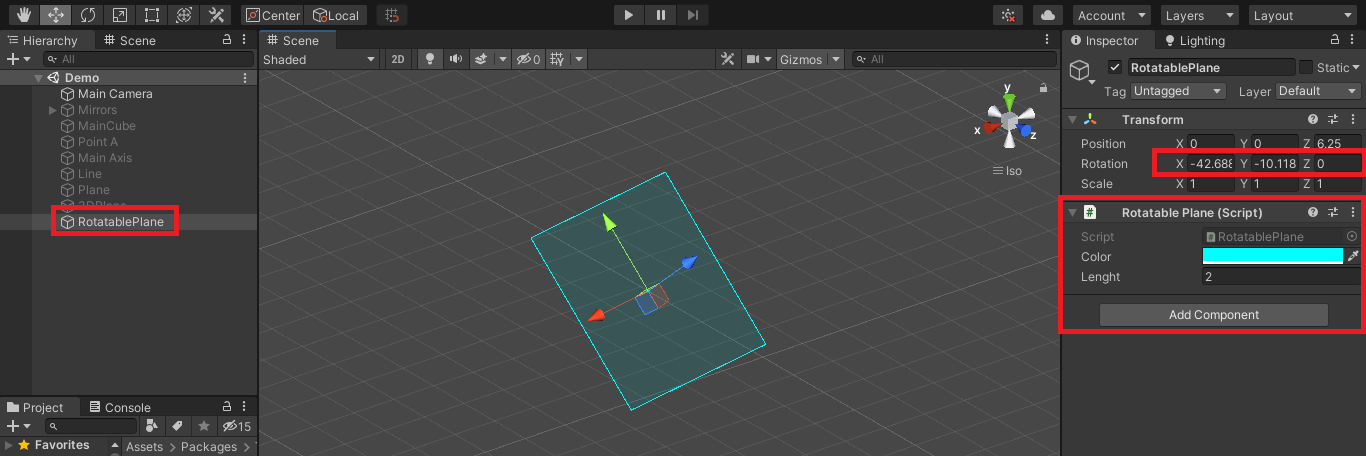 Center Local Account Layers Layout
Hierarchy Scene
All
Demo
Main Camera
Mirrors
MainCube
Point A
Main Axis
Line
Plane
2DPlane
RotatablePlane
Project Console
15
Favorites Assets > Packages >
Scene
Shaded 2D 0 Gizmos All
y
x
z
Iso
Inspector Lighting
RotatablePlane Static
Tag Untagged Layer Default
Transform
Position X 0 Y 0 Z 6.25
Rotation X -42.688 Y -10.118 Z 0
Scale X 1 Y 1 Z 1
# Rotatable Plane (Script)
Script RotatablePlane
Color
Lenght 2
Add Component